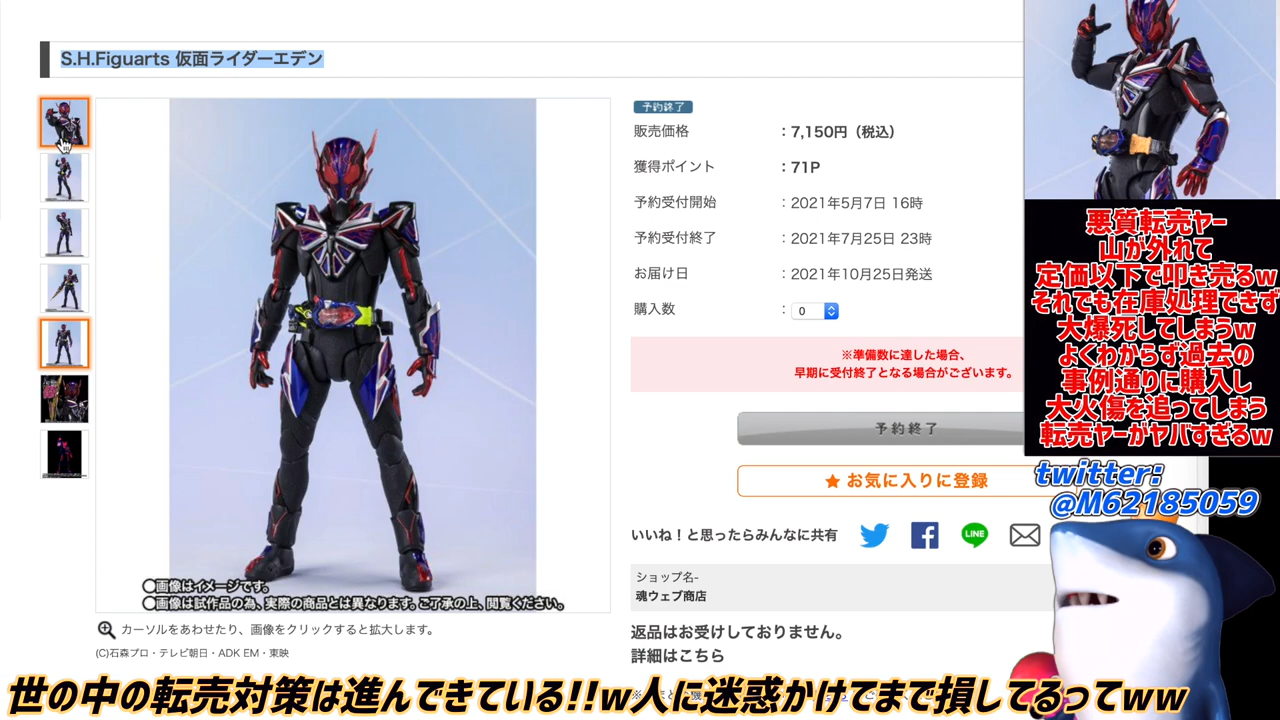 S.H.Figuarts 仮面ライダーエデン
予約終了
販売価格 ：7,150円（税込）
獲得ポイント ：71P
予約受付開始 ：2021年5月7日 16時
予約受付終了 ：2021年7月25日 23時
お届け日 ：2021年10月25日発送
購入数 ： 0
※準備数に達した場合、
早期に受付終了となる場合がございます。
予約終了
★ お気に入りに登録
いいね！と思ったらみんなに共有
LINE
ショップ名-
魂ウェブ商店
返品はお受けしておりません。
詳細はこちら
●画像はイメージです。
●画像は試作品の為、実際の商品とは異なります。ご了承の上、閲覧ください。
カーソルをあわせたり、画像をクリックすると拡大します。
(C)石森プロ・テレビ朝日・ADK EM・東映
悪質転売ヤー
山が外れて
定価以下で叩き売るw
それでも在庫処理できず
大爆死してしまうw
よくわからず過去の
事例通りに購入し
大火傷を追ってしまう
転売ヤーがヤバすぎるw
twitter:
@M62185059
世の中の転売対策は進んできている!!w人に迷惑かけてまで損してるってww